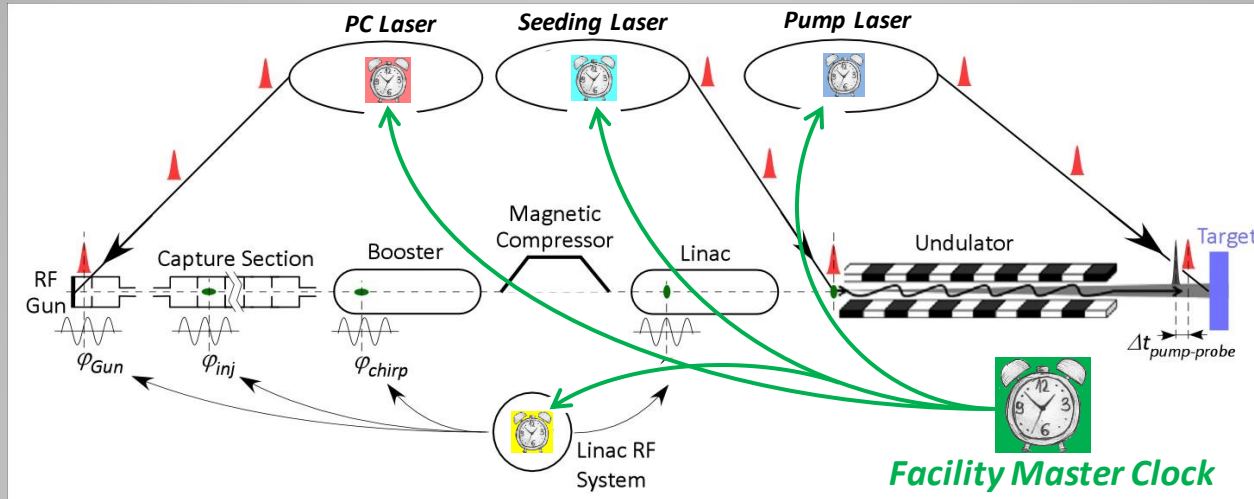 PC Laser
Seeding Laser
Pump Laser
RF
Gun
Capture Section
Booster
Magnetic
Compressor
Linac
Undulator
Target
φGun
φinj
φchirp
Δtpump-probe
Linac RF
System
Facility Master Clock